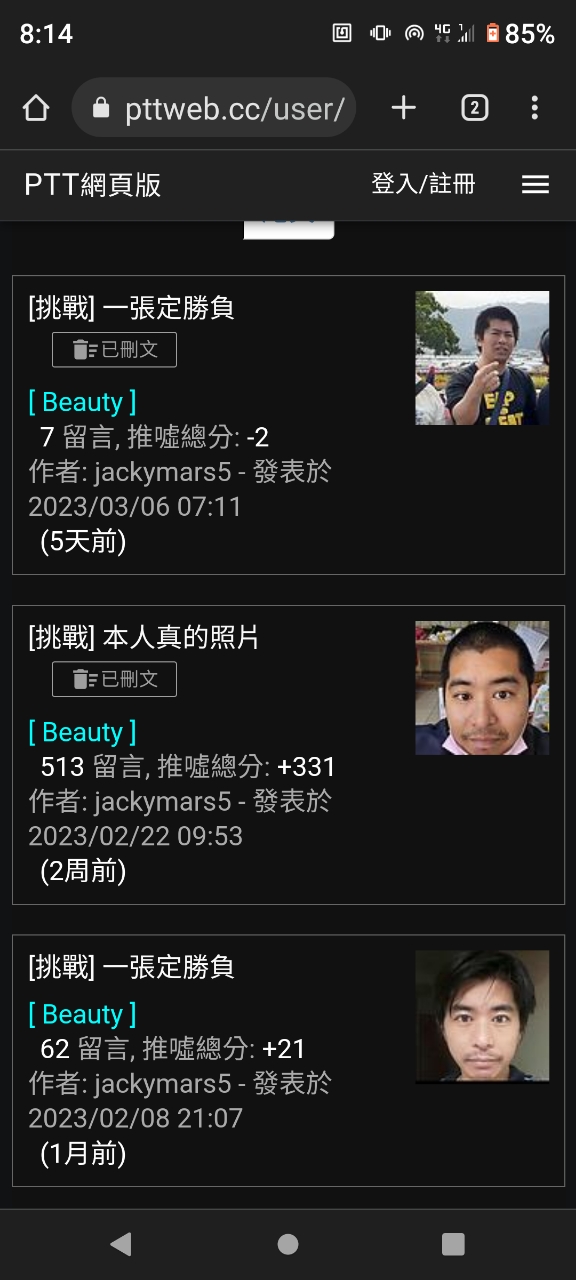 8:14
4G
85%
pttweb.cc/user/
2
PTT網頁版
登入/註冊
[挑戰] 一張定勝負
已刪文
[ Beauty ]
7 留言, 推噓總分: -2
作者: jackymars5 - 發表於
2023/03/06 07:11
(5天前)
[挑戰] 本人真的照片
已刪文
[ Beauty ]
513 留言, 推噓總分: +331
作者: jackymars5 - 發表於
2023/02/22 09:53
(2周前)
[挑戰] 一張定勝負
[ Beauty ]
62 留言, 推噓總分: +21
作者: jackymars5 - 發表於
2023/02/08 21:07
(1月前)